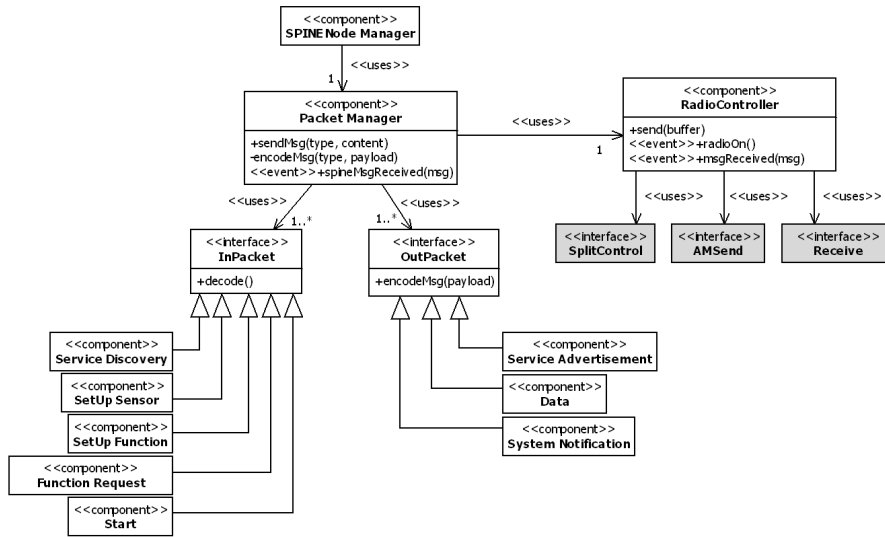 <<component>>
SPINENode Manager
<<uses>>
1
<<component>>
Packet Manager
+sendMsg(type, content)
-encodeMsg(type, payload)
<<event>>+spineMsgReceived(msg)
<<uses>>
1
<<component>>
RadioController
+send(buffer)
<<event>>+radioOn()
<<event>>+msgReceived(msg)
<<uses>>
1..*
<<uses>>
1..*
<<uses>>
<<uses>>
<<uses>>
<<interface>>
InPacket
+decode()
<<interface>>
OutPacket
+encodeMsg(payload)
<<interface>>
SplitControl
<<interface>>
AMSend
<<interface>>
Receive
<<component>>
Service Discovery
<<component>>
SetUp Sensor
<<component>>
SetUp Function
<<component>>
Function Request
<<component>>
Start
<<component>>
Service Advertisement
<<component>>
Data
<<component>>
System Notification